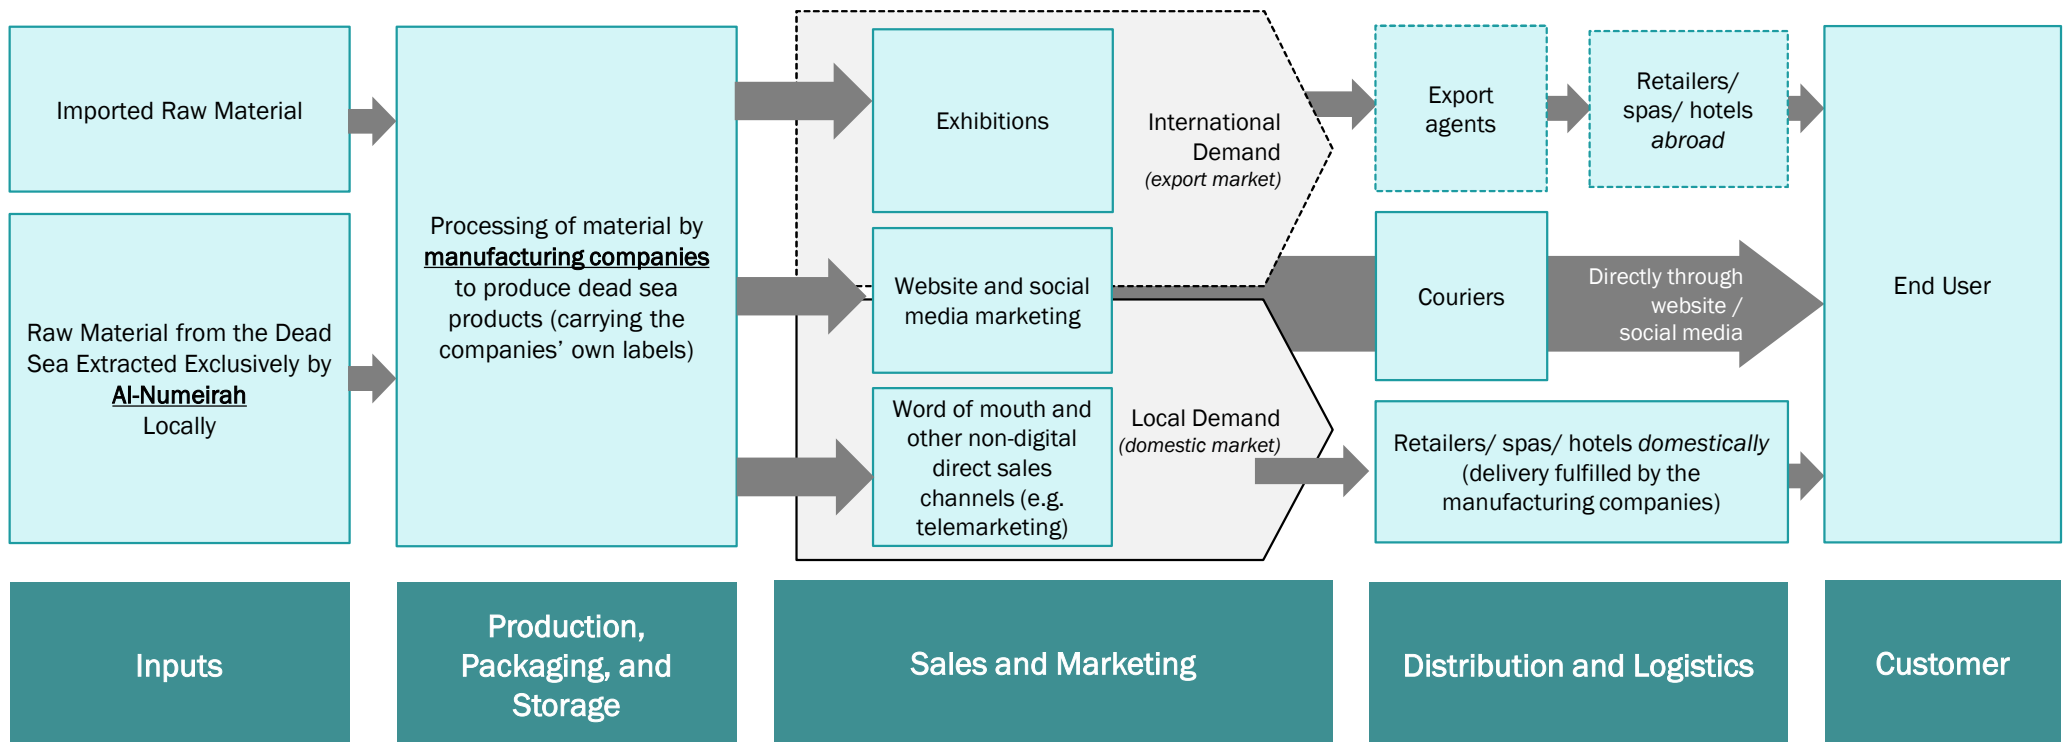 Imported Raw Material
Raw Material from the Dead
Sea Extracted Exclusively by
Al-Numeirah
Locally
Processing of material by
manufacturing companies
to produce dead sea
products (carrying the
companies’ own labels)
Exhibitions
Website and social
media marketing
Word of mouth and
other non-digital
direct sales
channels (e.g.
telemarketing)
International
Demand
(export market)
Local Demand
(domestic market)
Export
agents
Retailers/
spas/ hotels
abroad
Couriers
Directly through
website /
social media
Retailers/ spas/ hotels domestically
(delivery fulfilled by the
manufacturing companies)
End User
Inputs
Production,
Packaging, and
Storage
Sales and Marketing
Distribution and Logistics
Customer